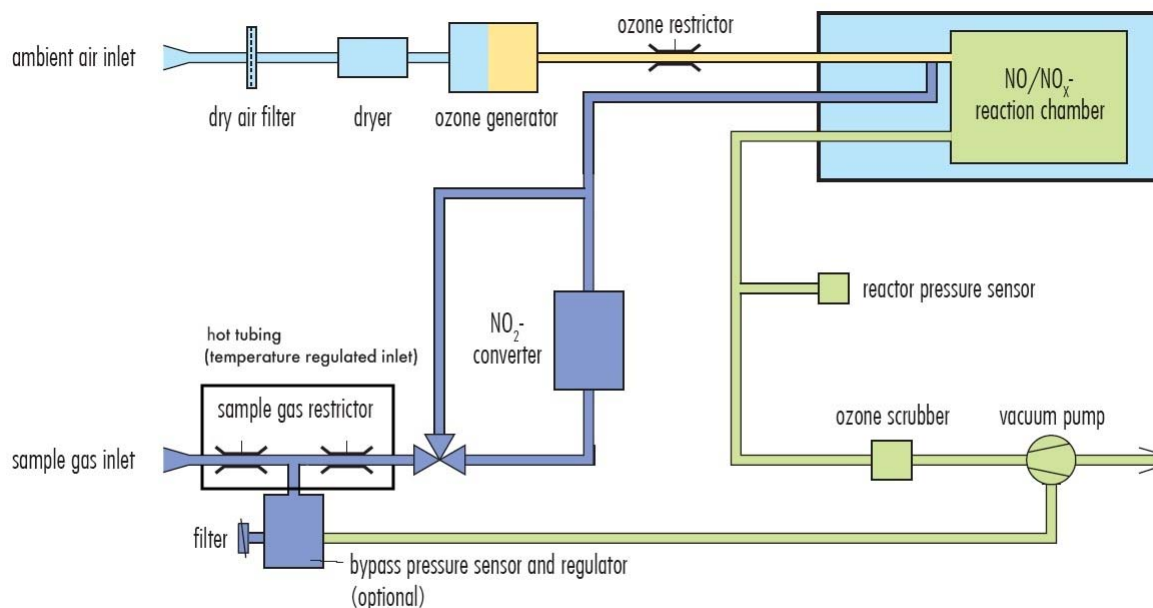 ozone restrictor
ambient air inlet
NO/NOₓ-
reaction chamber
dry air filter
dryer
ozone generator
reactor pressure sensor
NO₂-
converter
hot tubing
(temperature regulated inlet)
sample gas restrictor
ozone scrubber
vacuum pump
sample gas inlet
filter
bypass pressure sensor and regulator
(optional)